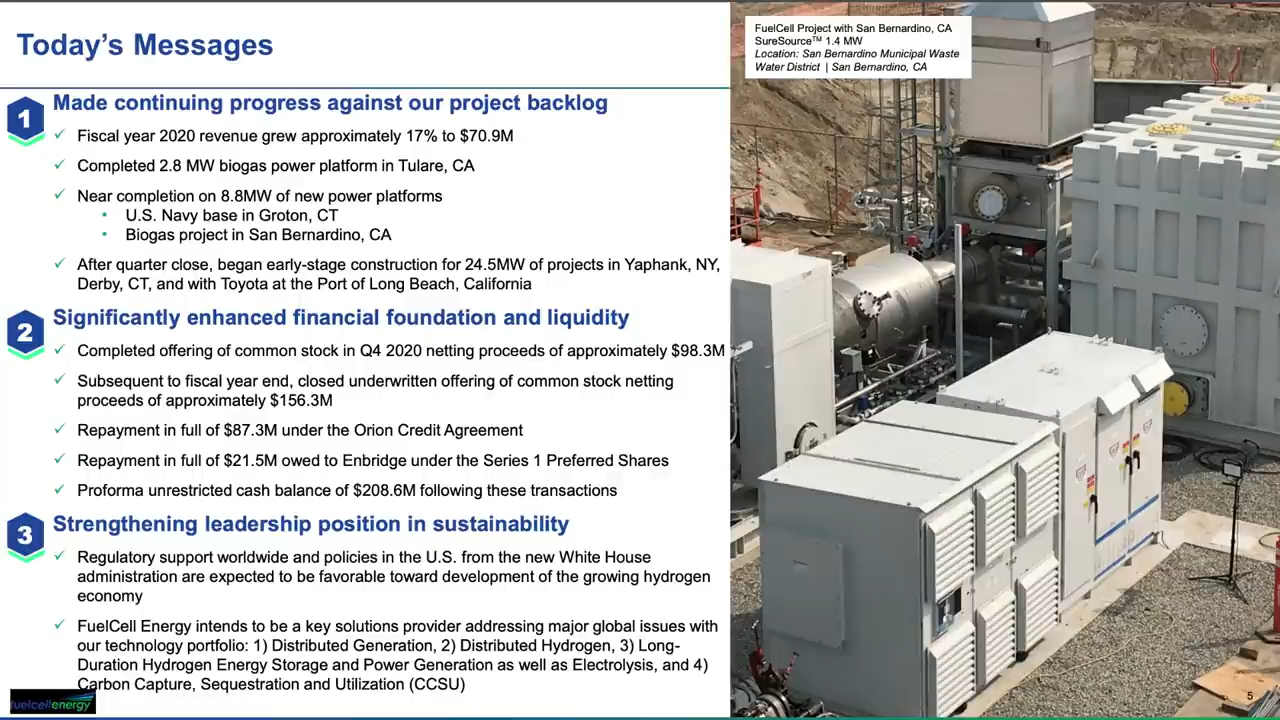 Today's Messages
FuelCell Project with San Bernardino, CA
SureSource™ 1.4 MW
Location: San Bernardino Municipal Waste
Water District | San Bernardino, CA
1
Made continuing progress against our project backlog
✓ Fiscal year 2020 revenue grew approximately 17% to $70.9M
✓ Completed 2.8 MW biogas power platform in Tulare, CA
✓ Near completion on 8.8MW of new power platforms
• U.S. Navy base in Groton, CT
• Biogas project in San Bernardino, CA
✓ After quarter close, began early-stage construction for 24.5MW of projects in Yaphank, NY,
Derby, CT, and with Toyota at the Port of Long Beach, California
2
Significantly enhanced financial foundation and liquidity
✓ Completed offering of common stock in Q4 2020 netting proceeds of approximately $98.3M
✓ Subsequent to fiscal year end, closed underwritten offering of common stock netting
proceeds of approximately $156.3M
✓ Repayment in full of $87.3M under the Orion Credit Agreement
✓ Repayment in full of $21.5M owed to Enbridge under the Series 1 Preferred Shares
✓ Proforma unrestricted cash balance of $208.6M following these transactions
3
Strengthening leadership position in sustainability
✓ Regulatory support worldwide and policies in the U.S. from the new White House
administration are expected to be favorable toward development of the growing hydrogen
economy
✓ FuelCell Energy intends to be a key solutions provider addressing major global issues with
our technology portfolio: 1) Distributed Generation, 2) Distributed Hydrogen, 3) Long-
Duration Hydrogen Energy Storage and Power Generation as well as Electrolysis, and 4)
Carbon Capture, Sequestration and Utilization (CCSU)
fuelcellenergy
5